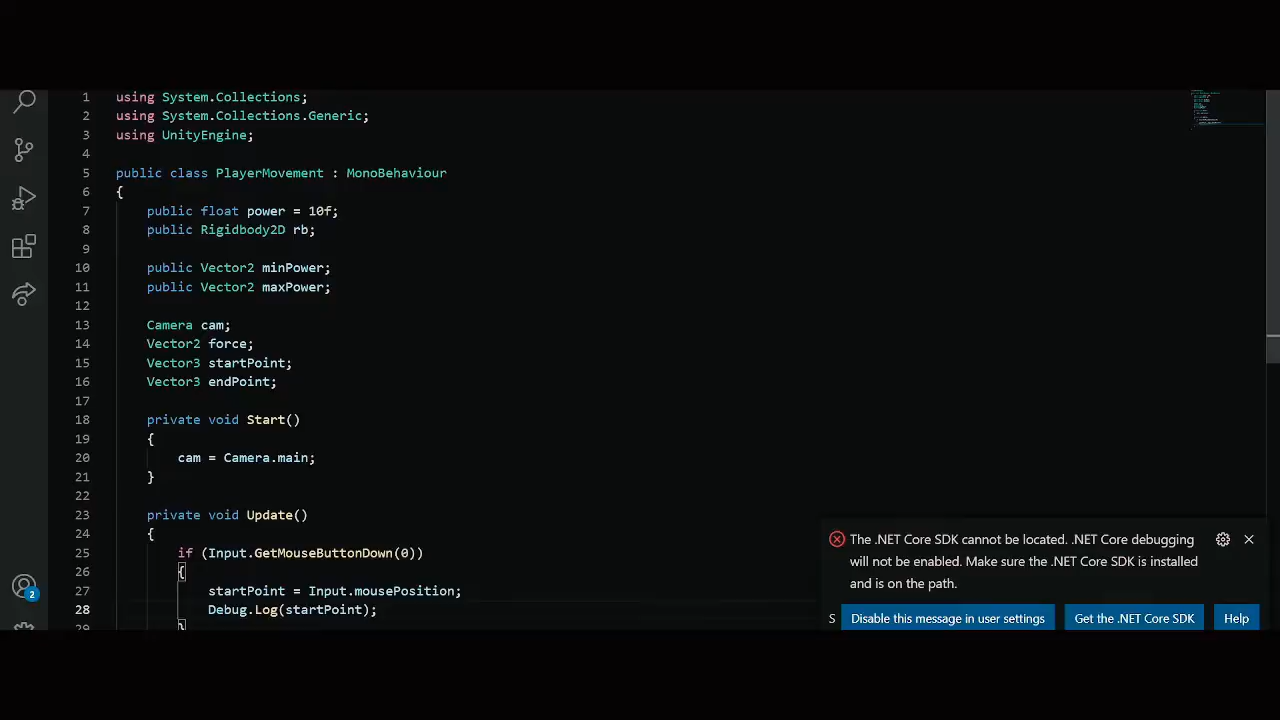 1 using System.Collections;
2 using System.Collections.Generic;
3 using UnityEngine;
4
5 public class PlayerMovement : MonoBehaviour
6 {
7 public float power = 10f;
8 public Rigidbody2D rb;
9
10 public Vector2 minPower;
11 public Vector2 maxPower;
12
13 Camera cam;
14 Vector2 force;
15 Vector3 startPoint;
16 Vector3 endPoint;
17
18 private void Start()
19 {
20 cam = Camera.main;
21 }
22
23 private void Update()
24 {
25 if (Input.GetMouseButtonDown(0))
26 {
27 startPoint = Input.mousePosition;
28 Debug.Log(startPoint);
29 }
2
The .NET Core SDK cannot be located. .NET Core debugging
will not be enabled. Make sure the .NET Core SDK is installed
and is on the path.
S Disable this message in user settings Get the .NET Core SDK Help